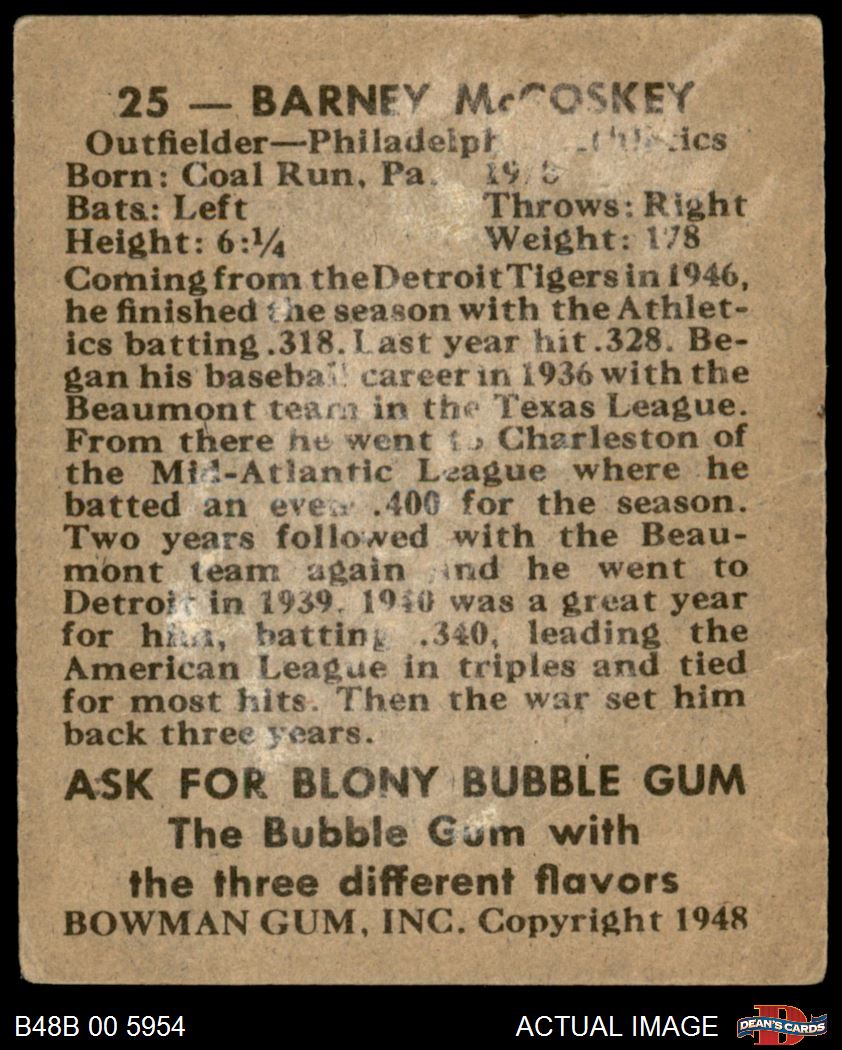 25 — BARNEY McCOSKEY
Outfielder—Philadelphia Athletics
Born: Coal Run, Pa.
Bats: Left Throws: Right
Height: 6:¼ Weight: 178
Coming from the Detroit Tigers in 1946,
he finished the season with the Athlet-
ics batting .318. Last year hit .328. Be-
gan his baseball career in 1936 with the
Beaumont team in the Texas League.
From there he went to Charleston of
the Mid-Atlantic League where he
batted an even .400 for the season.
Two years followed with the Beau-
mont team again and he went to
Detroit in 1939. 1940 was a great year
for him, batting .340, leading the
American League in triples and tied
for most hits. Then the war set him
back three years.
ASK FOR BLONY BUBBLE GUM
The Bubble Gum with
the three different flavors
BOWMAN GUM, INC. Copyright 1948
B48B 00 5954 ACTUAL IMAGE DEAN'S CARDS